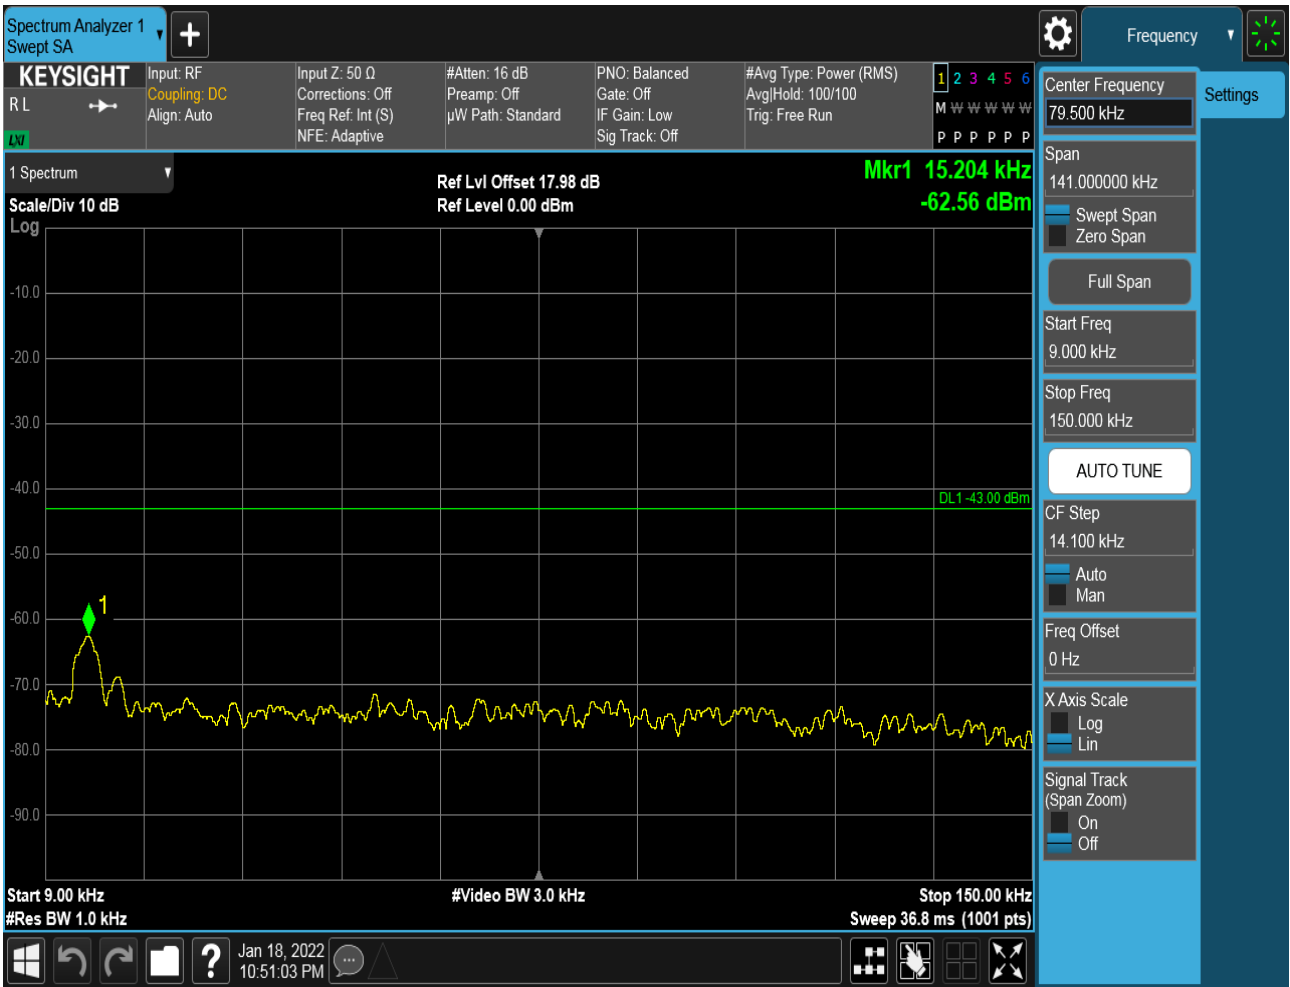 Spectrum Analyzer 1
Swept SA
Frequency
KEYSIGHT
R L
LXI
Input: RF
Coupling: DC
Align: Auto
Input Z: 50 Ω
Corrections: Off
Freq Ref: Int (S)
NFE: Adaptive
#Atten: 16 dB
Preamp: Off
µW Path: Standard
PNO: Balanced
Gate: Off
IF Gain: Low
Sig Track: Off
#Avg Type: Power (RMS)
Avg|Hold: 100/100
Trig: Free Run
1 2 3 4 5 6
M W W W W W
P P P P P P
1 Spectrum
Scale/Div 10 dB
Log
Ref Lvl Offset 17.98 dB
Ref Level 0.00 dBm
Mkr1 15.204 kHz
-62.56 dBm
-10.0
-20.0
-30.0
-40.0
DL1 -43.00 dBm
-50.0
1
-60.0
-70.0
-80.0
-90.0
Start 9.00 kHz
#Video BW 3.0 kHz
Stop 150.00 kHz
#Res BW 1.0 kHz
Sweep 36.8 ms (1001 pts)
Jan 18, 2022
10:51:03 PM
?
Center Frequency
79.500 kHz
Settings
Span
141.000000 kHz
Swept Span
Zero Span
Full Span
Start Freq
9.000 kHz
Stop Freq
150.000 kHz
AUTO TUNE
CF Step
14.100 kHz
Auto
Man
Freq Offset
0 Hz
X Axis Scale
Log
Lin
Signal Track
(Span Zoom)
On
Off